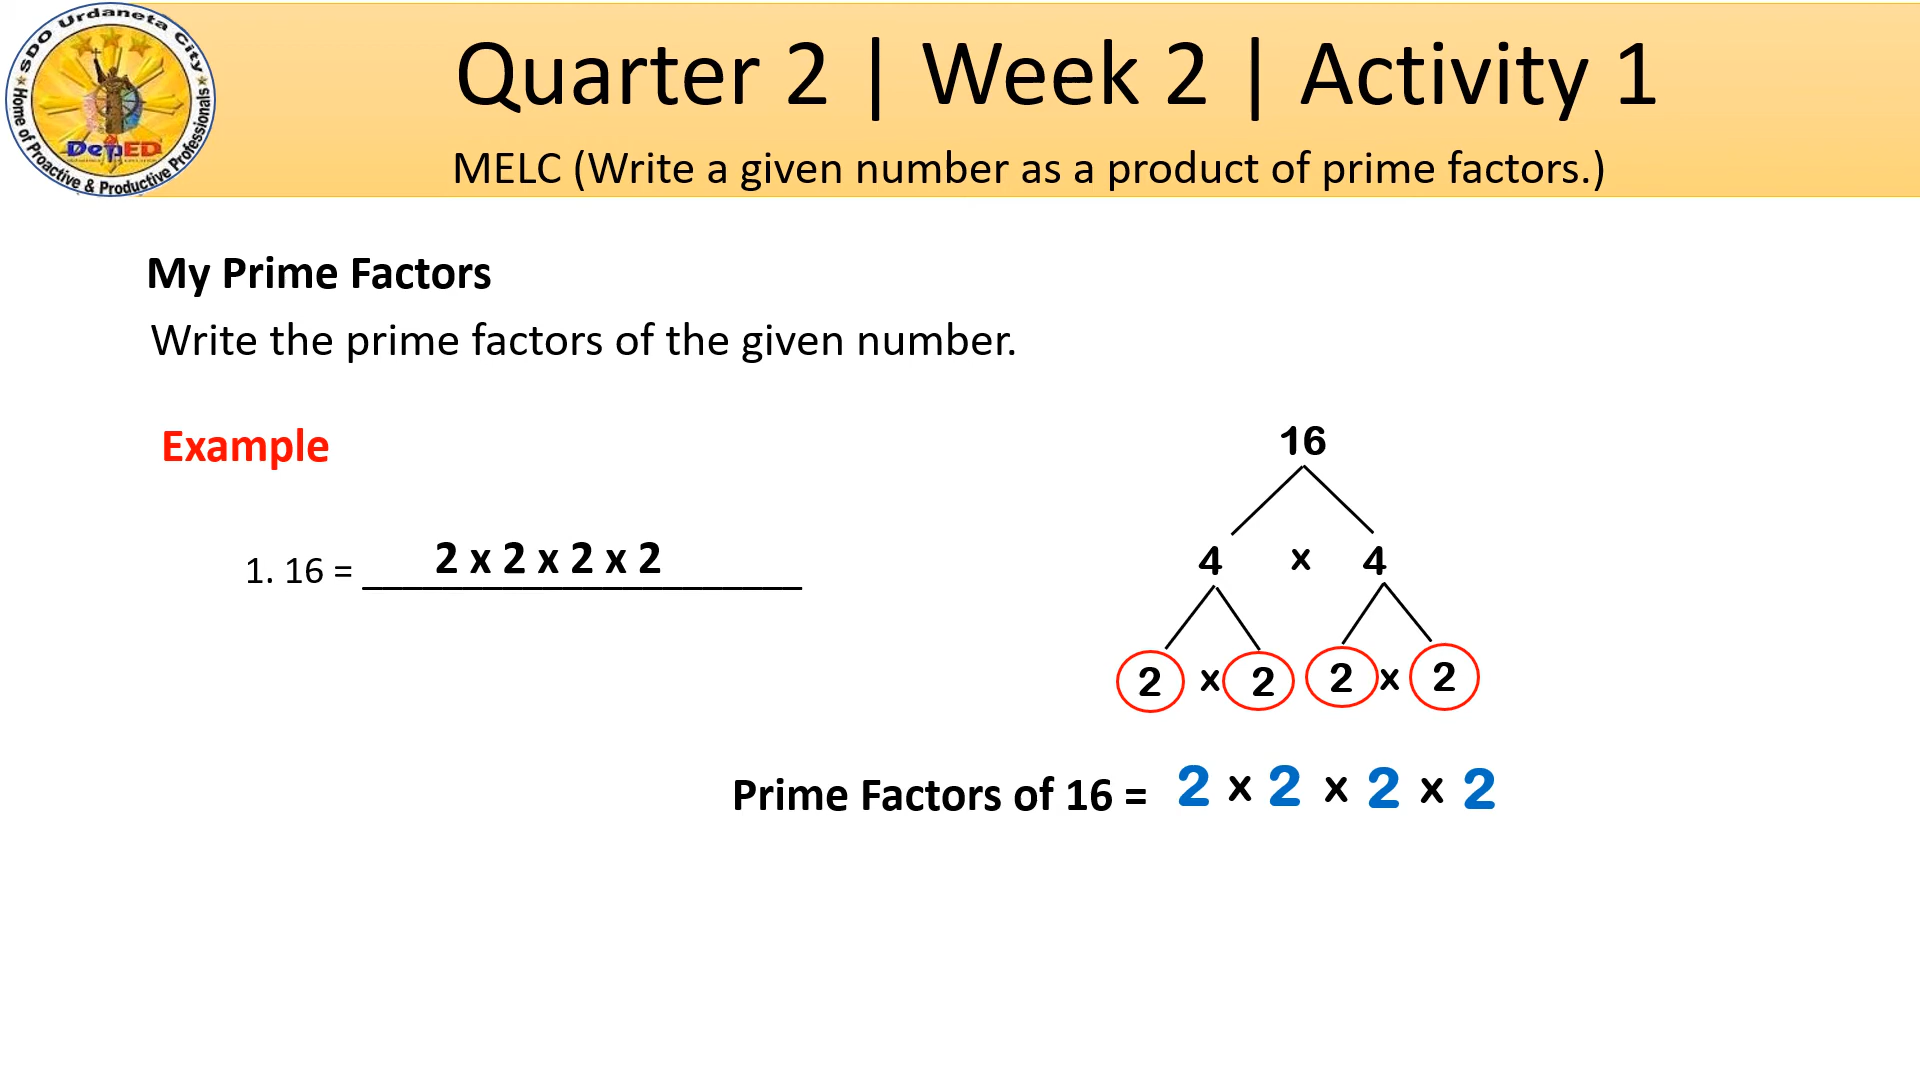 SDO Urdaneta City
Home of Proactive & Productive Professionals
DepED
Quarter 2 | Week 2 | Activity 1
MELC (Write a given number as a product of prime factors.)
My Prime Factors
Write the prime factors of the given number.
Example
16
1. 16 = 2 x 2 x 2 x 2
4 x 4
2 x 2 2 x 2
Prime Factors of 16 = 2 x 2 x 2 x 2